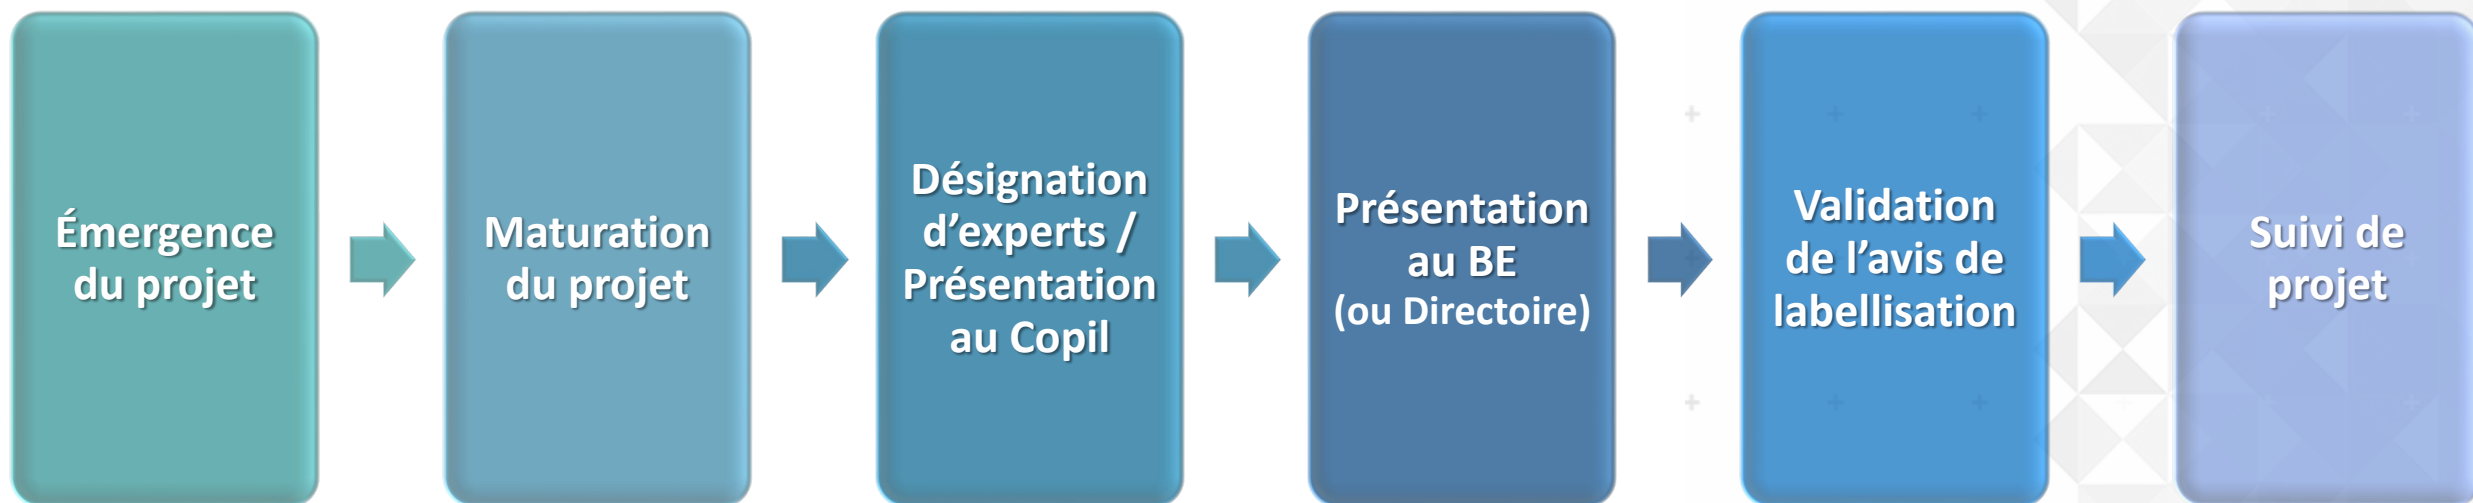 Émergence
du projet
Maturation
du projet
Désignation
d’experts /
Présentation
au Copil
Présentation
au BE
(ou Directoire)
Validation
de l’avis de
labellisation
Suivi de
projet